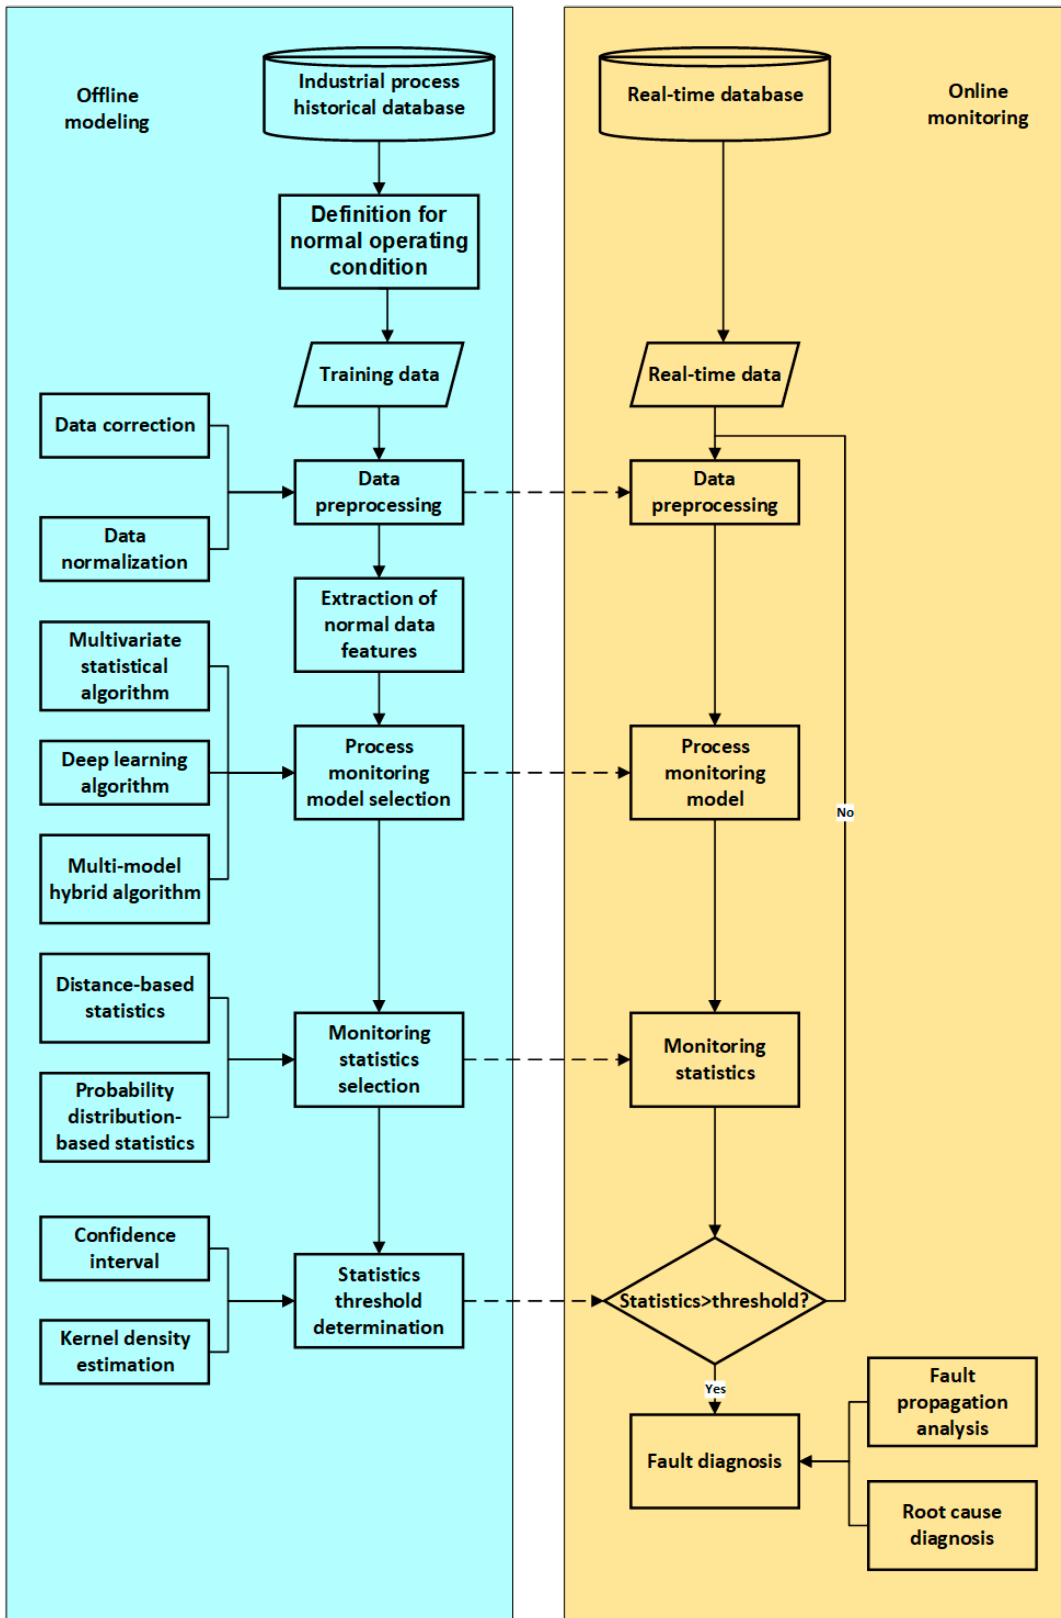 Offline
modeling
Industrial process
historical database
Definition for
normal operating
condition
Training data
Data correction
Data
normalization
Data
preprocessing
Extraction of
normal data
features
Multivariate
statistical
algorithm
Deep learning
algorithm
Multi-model
hybrid algorithm
Process
monitoring
model selection
Distance-based
statistics
Probability
distribution-
based statistics
Monitoring
statistics
selection
Confidence
interval
Kernel density
estimation
Statistics
threshold
determination
Real-time database
Online
monitoring
Real-time data
Data
preprocessing
Process
monitoring
model
No
Monitoring
statistics
Statistics>threshold?
Yes
Fault diagnosis
Fault
propagation
analysis
Root cause
diagnosis